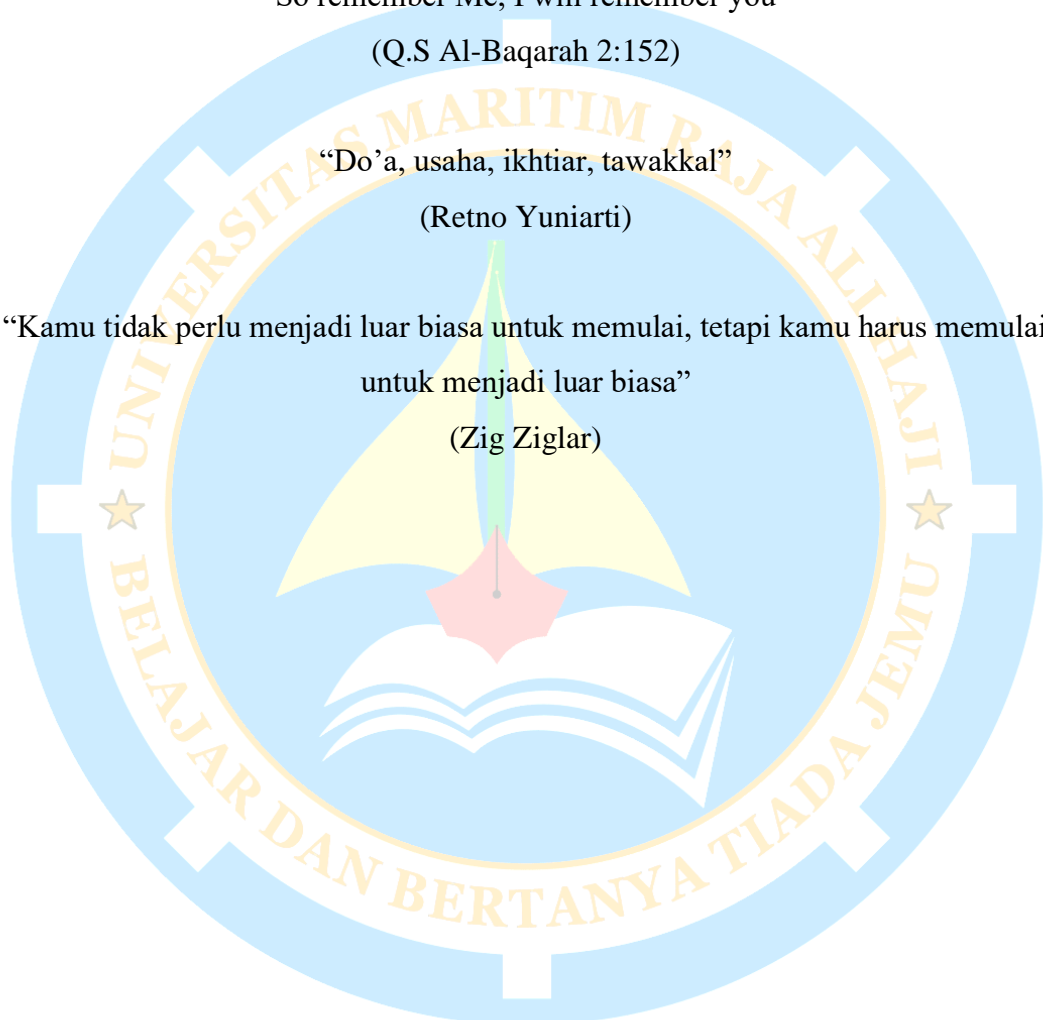 So remember Me, I will remember you
(Q.S Al-Baqarah 2:152)
“Do’a, usaha, ikhtiar, tawakkal”
(Retno Yuniarti)
“Kamu tidak perlu menjadi luar biasa untuk memulai, tetapi kamu harus memulai
untuk menjadi luar biasa”
(Zig Ziglar)
UNIVERSITAS MARITIM RAJA ALI HAJI
BELAJAR DAN BERTANYA TIADA JEMU